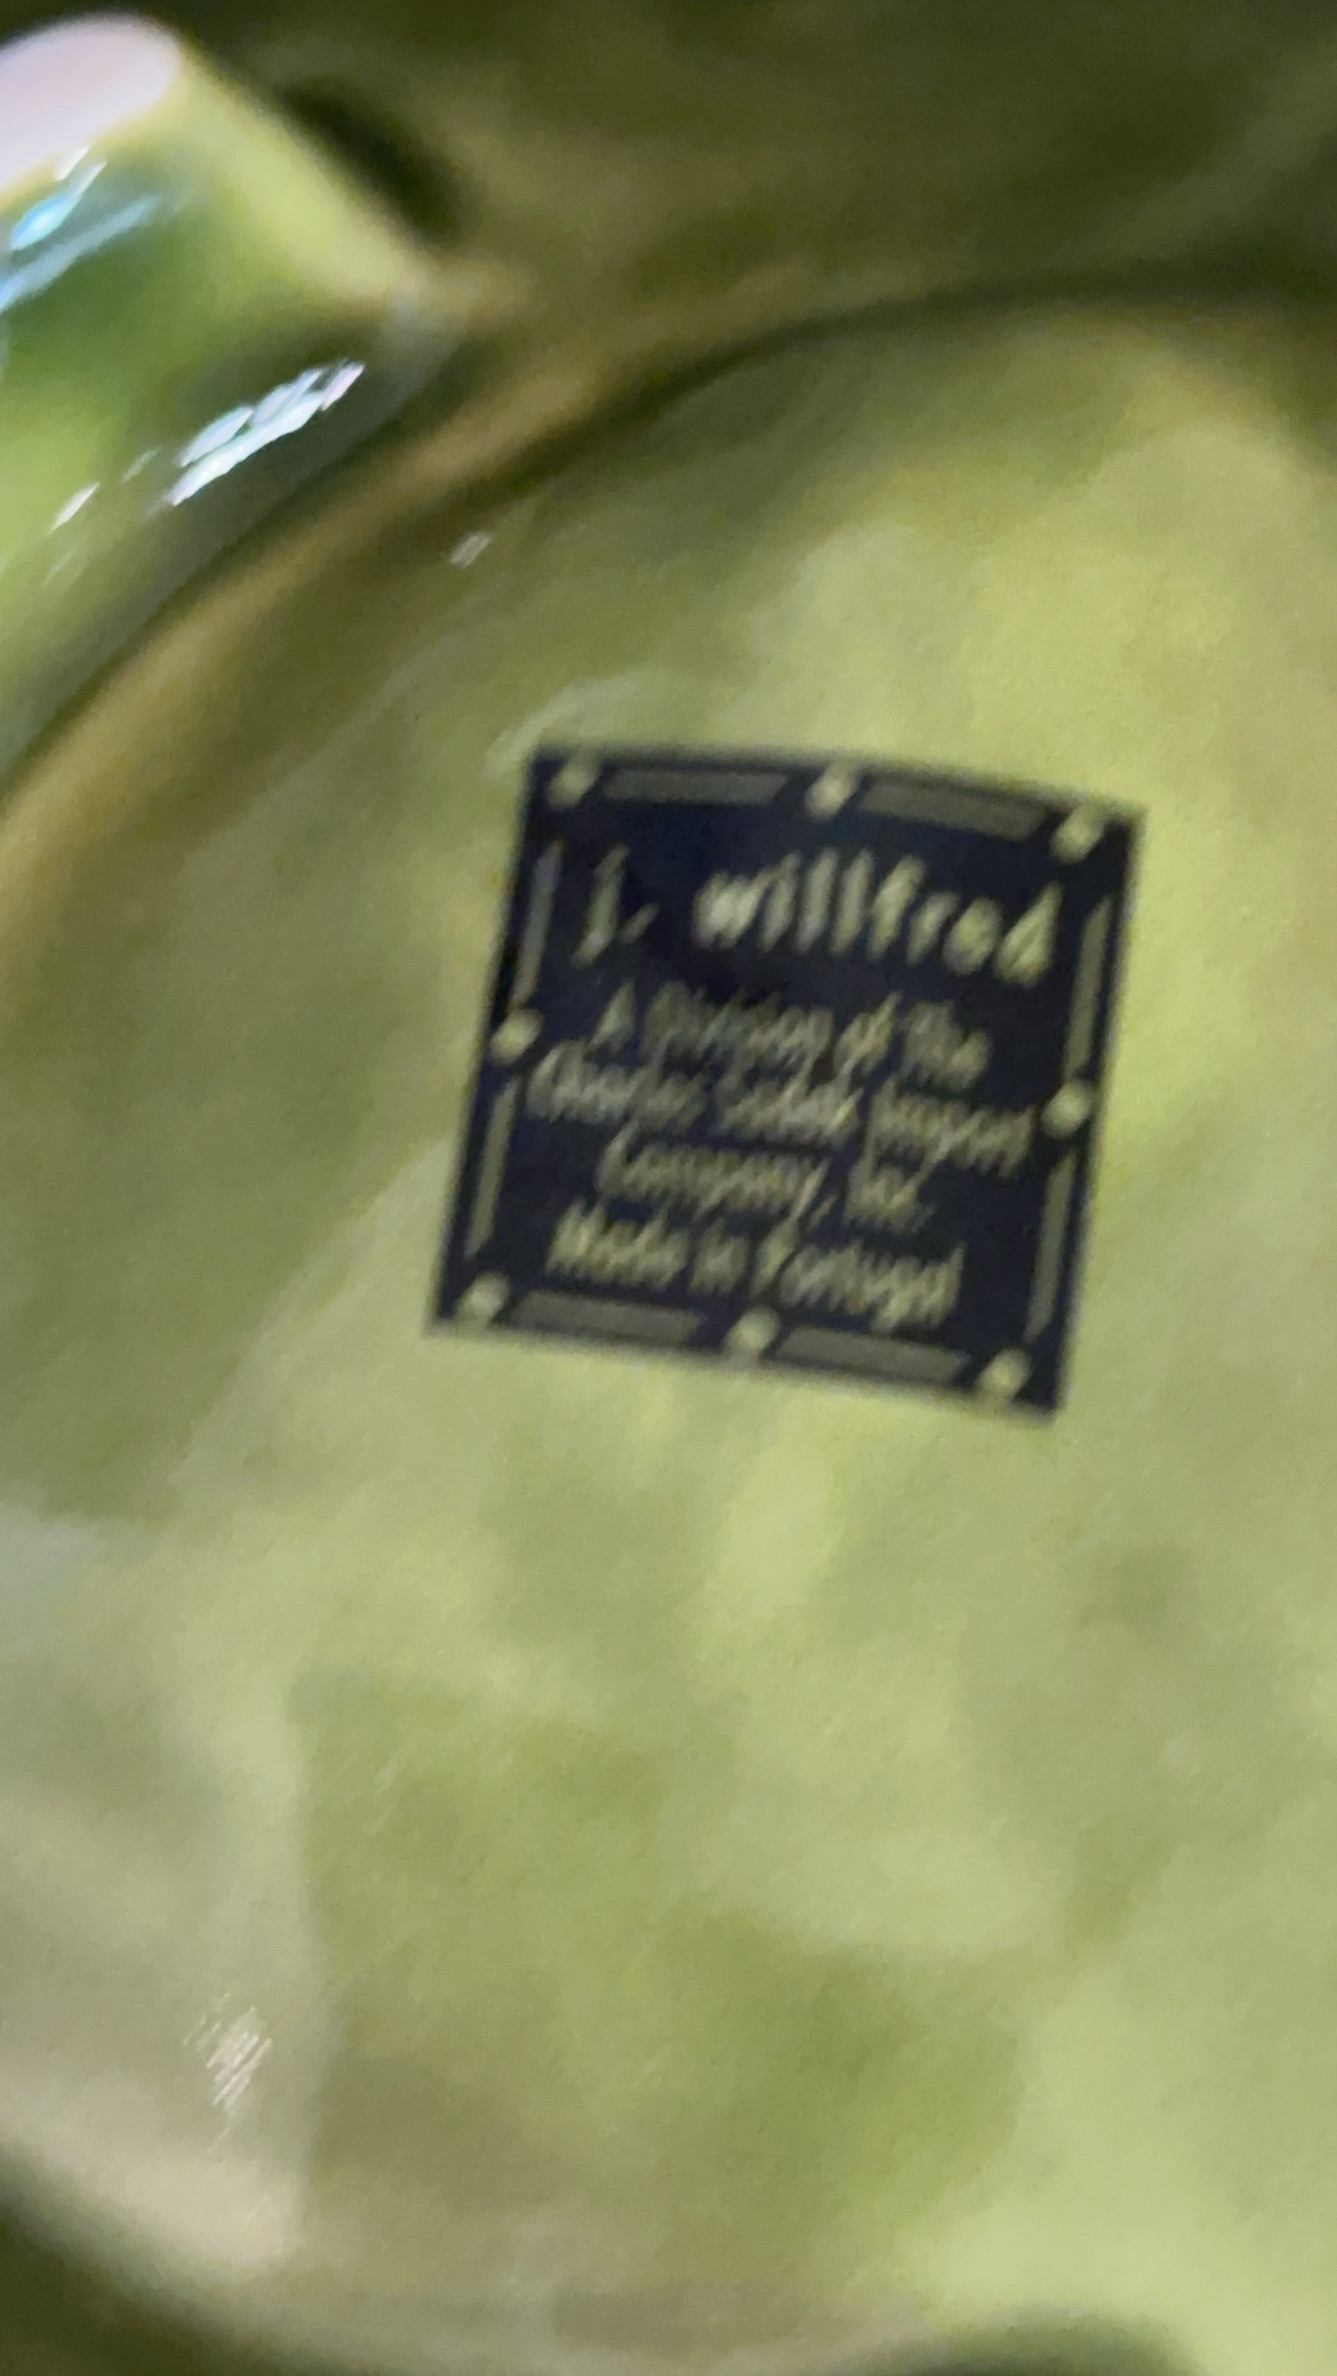 j. willfred
A Division of The
Charles Sadek Import
Company, Inc.
Made in Portugal